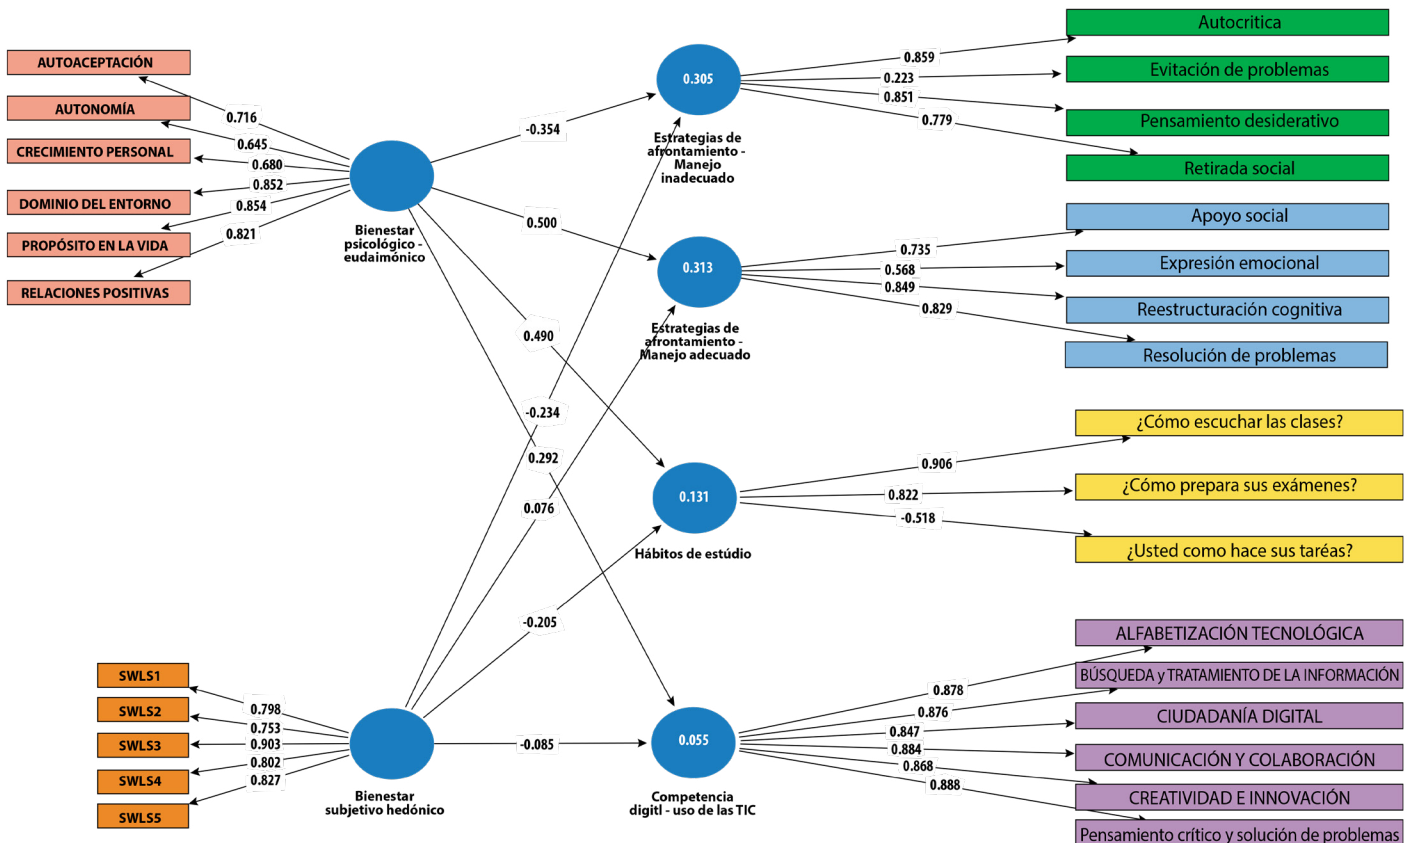 AUTOACEPTACIÓN
AUTONOMÍA
CRECIMIENTO PERSONAL
DOMINIO DEL ENTORNO
PROPÓSITO EN LA VIDA
RELACIONES POSITIVAS
0.716
0.645
0.680
0.852
0.854
0.821
Bienestar
psicológico -
eudaimónico
-0.354
0.500
0.490
-0.234
0.292
0.076
-0.205
-0.085
SWLS1
SWLS2
SWLS3
SWLS4
SWLS5
0.798
0.753
0.903
0.802
0.827
Bienestar
subjetivo hedónico
0.305
Estrategias de
afrontamiento -
Manejo
inadecuado
0.859
0.223
0.851
0.779
Autocritica
Evitación de problemas
Pensamiento desiderativo
Retirada social
0.313
Estrategias de
afrontamiento -
Manejo adecuado
0.735
0.568
0.849
0.829
Apoyo social
Expresión emocional
Reestructuración cognitiva
Resolución de problemas
0.131
Hábitos de estúdio
0.906
0.822
-0.518
¿Cómo escuchar las clases?
¿Cómo prepara sus exámenes?
¿Usted como hace sus taréas?
0.055
Competencia
digitl - uso de las TIC
0.878
0.876
0.847
0.884
0.868
0.888
ALFABETIZACIÓN TECNOLÓGICA
BÚSQUEDA y TRATAMIENTO DE LA INFORMACIÓN
CIUDADANÍA DIGITAL
COMUNICACIÓN Y COLABORACIÓN
CREATIVIDAD E INNOVACIÓN
Pensamiento crítico y solución de problemas